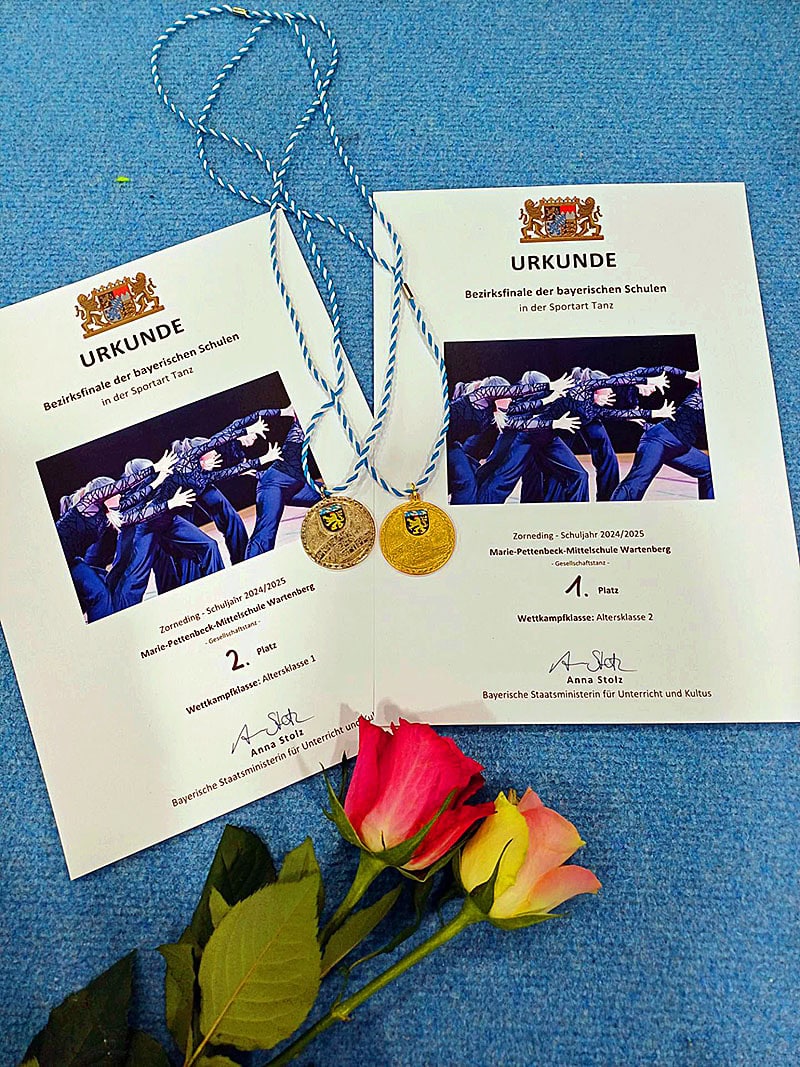 URKUNDE
Bezirksfinale der bayerischen Schulen
in der Sportart Tanz
Zorneding - Schuljahr 2024/2025
Marie-Pettenbeck-Mittelschule Wartenberg
- Gesellschaftstanz -
2. Platz
Wettkampfklasse: Altersklasse 1
Anna Stolz
Bayerische Staatsministerin für Unterricht und Kul
URKUNDE
Bezirksfinale der bayerischen Schulen
in der Sportart Tanz
Zorneding - Schuljahr 2024/2025
Marie-Pettenbeck-Mittelschule Wartenberg
- Gesellschaftstanz -
1. Platz
Wettkampfklasse: Altersklasse 2
Anna Stolz
Bayerische Staatsministerin für Unterricht und Kultus